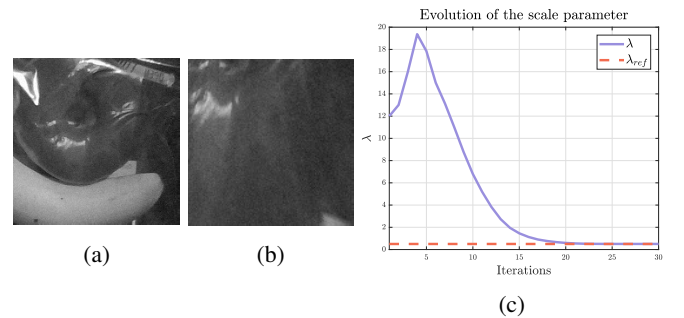 Evolution of the scale parameter
20
18
16
14
12
10
8
6
4
2
0
λ
λref
λ
5 10 15 20 25 30
Iterations
(a) (b)
(c)